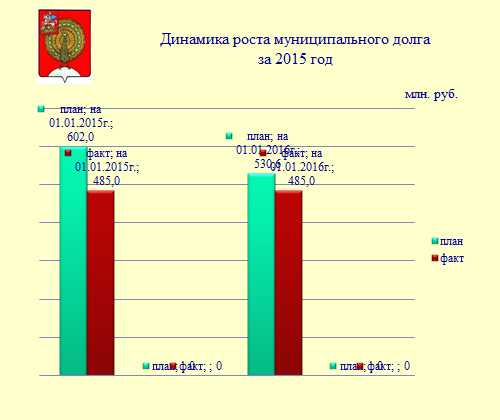 Динамика роста муниципального долга
за 2015 год
млн. руб.
план; на
01.01.2015г.;
602,0
факт; на
01.01.2015г.;
485,0
план; на
01.01.2016г.;
530,6
факт; на
01.01.2016г.;
485,0
план
факт
план; ; 0
факт; ; 0
план; ; 0
факт; ; 0